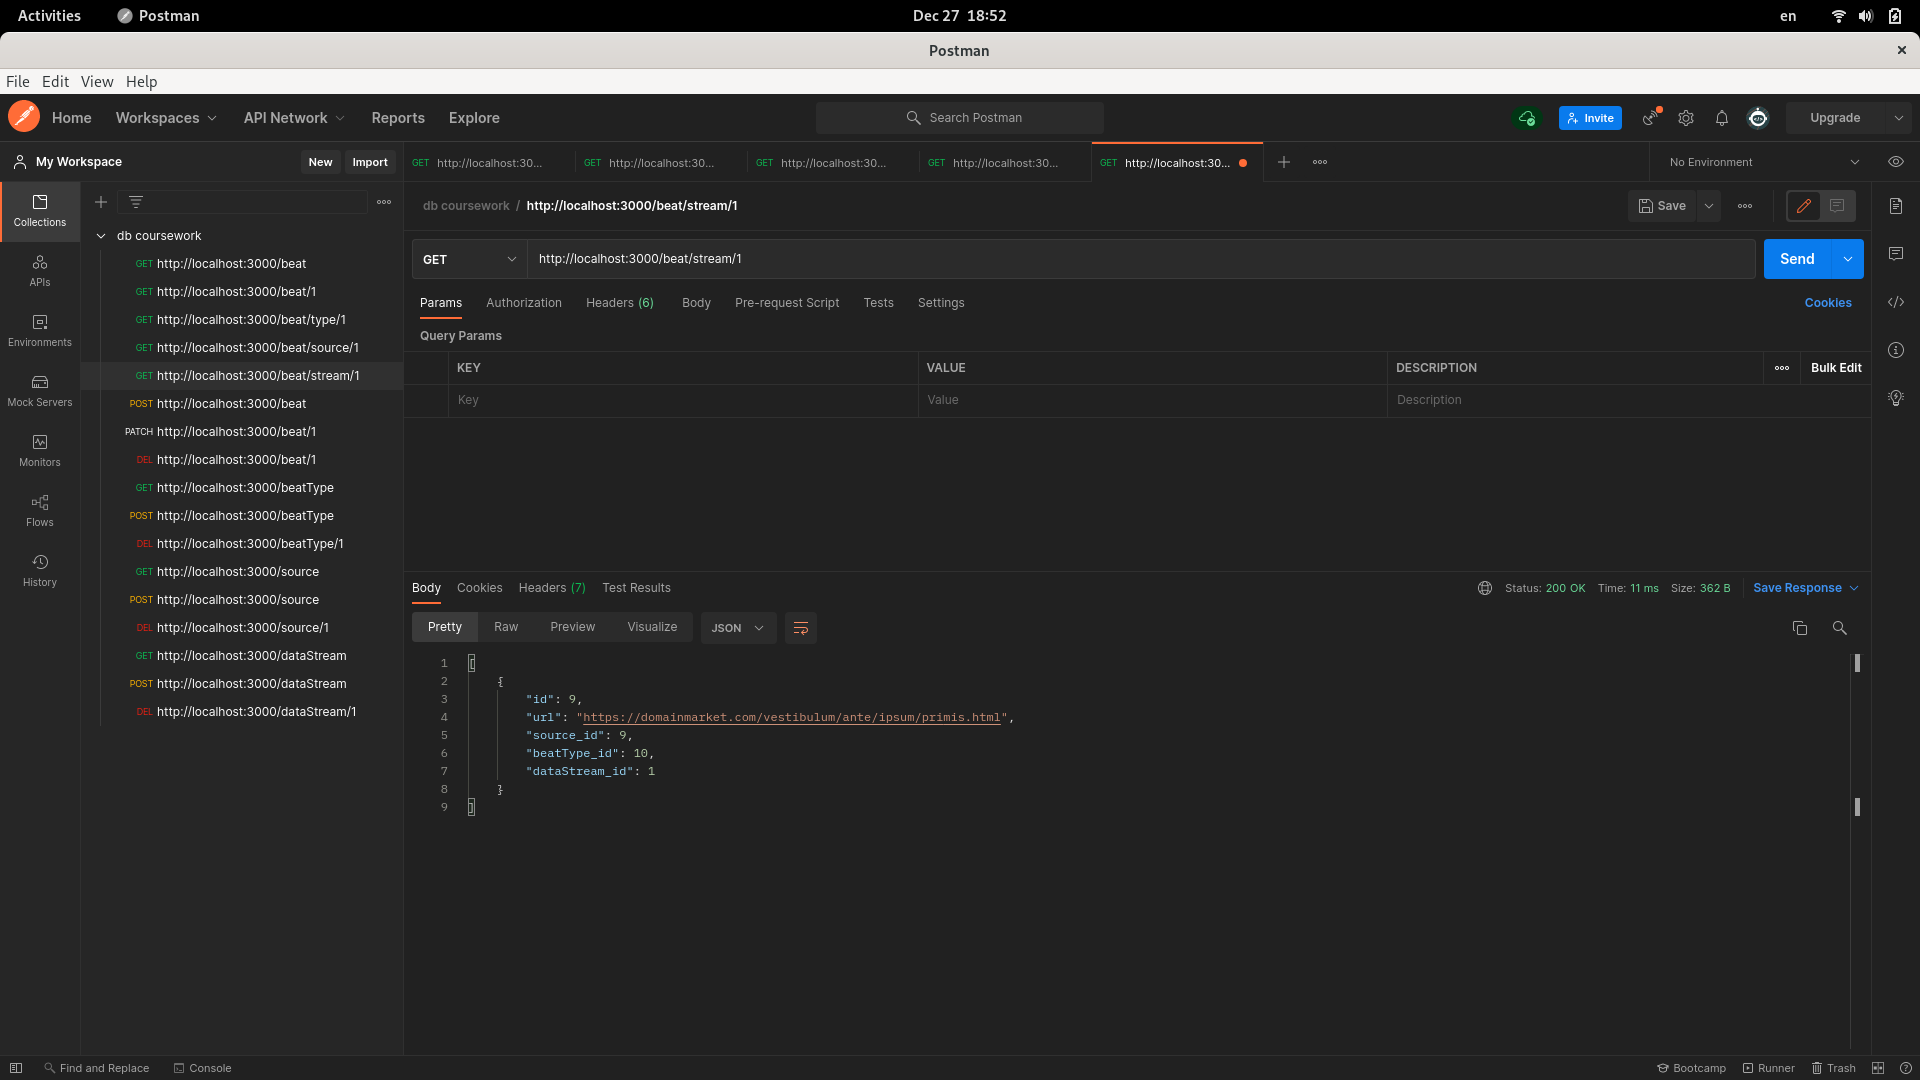 Activities Postman Dec 27 18:52 en
Postman
File Edit View Help
Home Workspaces API Network Reports Explore Search Postman Invite Upgrade
My Workspace New Import GET http://localhost:30... GET http://localhost:30... GET http://localhost:30... GET http://localhost:30... GET http://localhost:30... No Environment
Collections
APIs
Environments
Mock Servers
Monitors
Flows
History
db coursework
GET http://localhost:3000/beat
GET http://localhost:3000/beat/1
GET http://localhost:3000/beat/type/1
GET http://localhost:3000/beat/source/1
GET http://localhost:3000/beat/stream/1
POST http://localhost:3000/beat
PATCH http://localhost:3000/beat/1
DEL http://localhost:3000/beat/1
GET http://localhost:3000/beatType
POST http://localhost:3000/beatType
DEL http://localhost:3000/beatType/1
GET http://localhost:3000/source
POST http://localhost:3000/source
DEL http://localhost:3000/source/1
GET http://localhost:3000/dataStream
POST http://localhost:3000/dataStream
DEL http://localhost:3000/dataStream/1
db coursework / http://localhost:3000/beat/stream/1 Save
GET http://localhost:3000/beat/stream/1 Send
Params Authorization Headers (6) Body Pre-request Script Tests Settings Cookies
Query Params
KEY VALUE DESCRIPTION Bulk Edit
Key Value Description
Body Cookies Headers (7) Test Results Status: 200 OK Time: 11 ms Size: 362 B Save Response
Pretty Raw Preview Visualize JSON
1 [
2 {
3 "id": 9,
4 "url": "https://domainmarket.com/vestibulum/ante/ipsum/primis.html",
5 "source_id": 9,
6 "beatType_id": 10,
7 "dataStream_id": 1
8 }
9 ]
Find and Replace Console Bootcamp Runner Trash